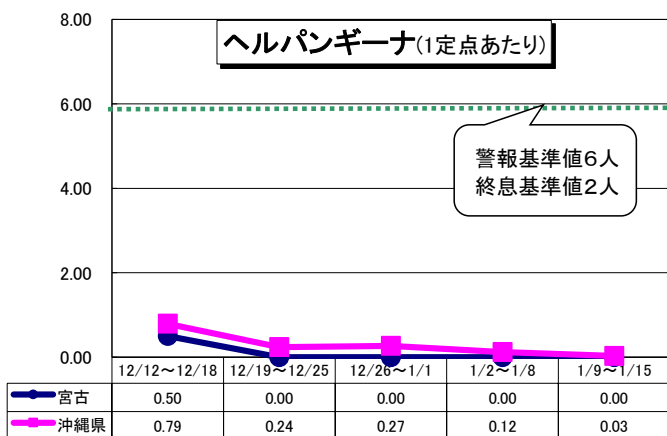 ヘルパンギーナ(1定点あたり)
8.00
6.00
4.00
2.00
0.00
警報基準値6人
終息基準値2人
12/12～12/18 12/19～12/25 12/26～1/1 1/2～1/8 1/9～1/15
宮古 0.50 0.00 0.00 0.00 0.00
沖縄県 0.79 0.24 0.27 0.12 0.03